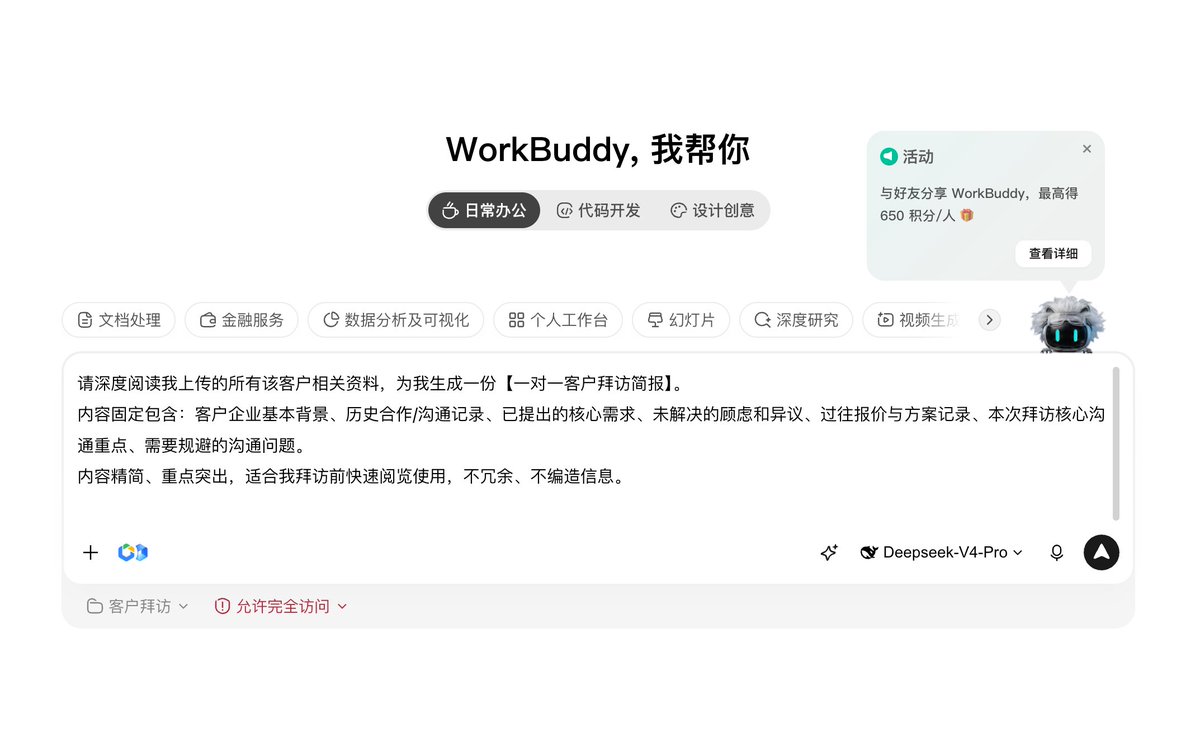 WorkBuddy, 我帮你
活动
与好友分享 WorkBuddy，最高得
650 积分/人
查看详细
日常办公
代码开发
设计创意
文档处理
金融服务
数据分析及可视化
个人工作台
幻灯片
深度研究
视频生成
请深度阅读我上传的所有该客户相关资料，为我生成一份【一对一客户拜访简报】。
内容固定包含：客户企业基本背景、历史合作/沟通记录、已提出的核心需求、未解决的顾虑和异议、过往报价与方案记录、本次拜访核心沟
通重点、需要规避的沟通问题。
内容精简、重点突出，适合我拜访前快速阅览使用，不冗余、不编造信息。
Deepseek-V4-Pro
客户拜访
允许完全访问